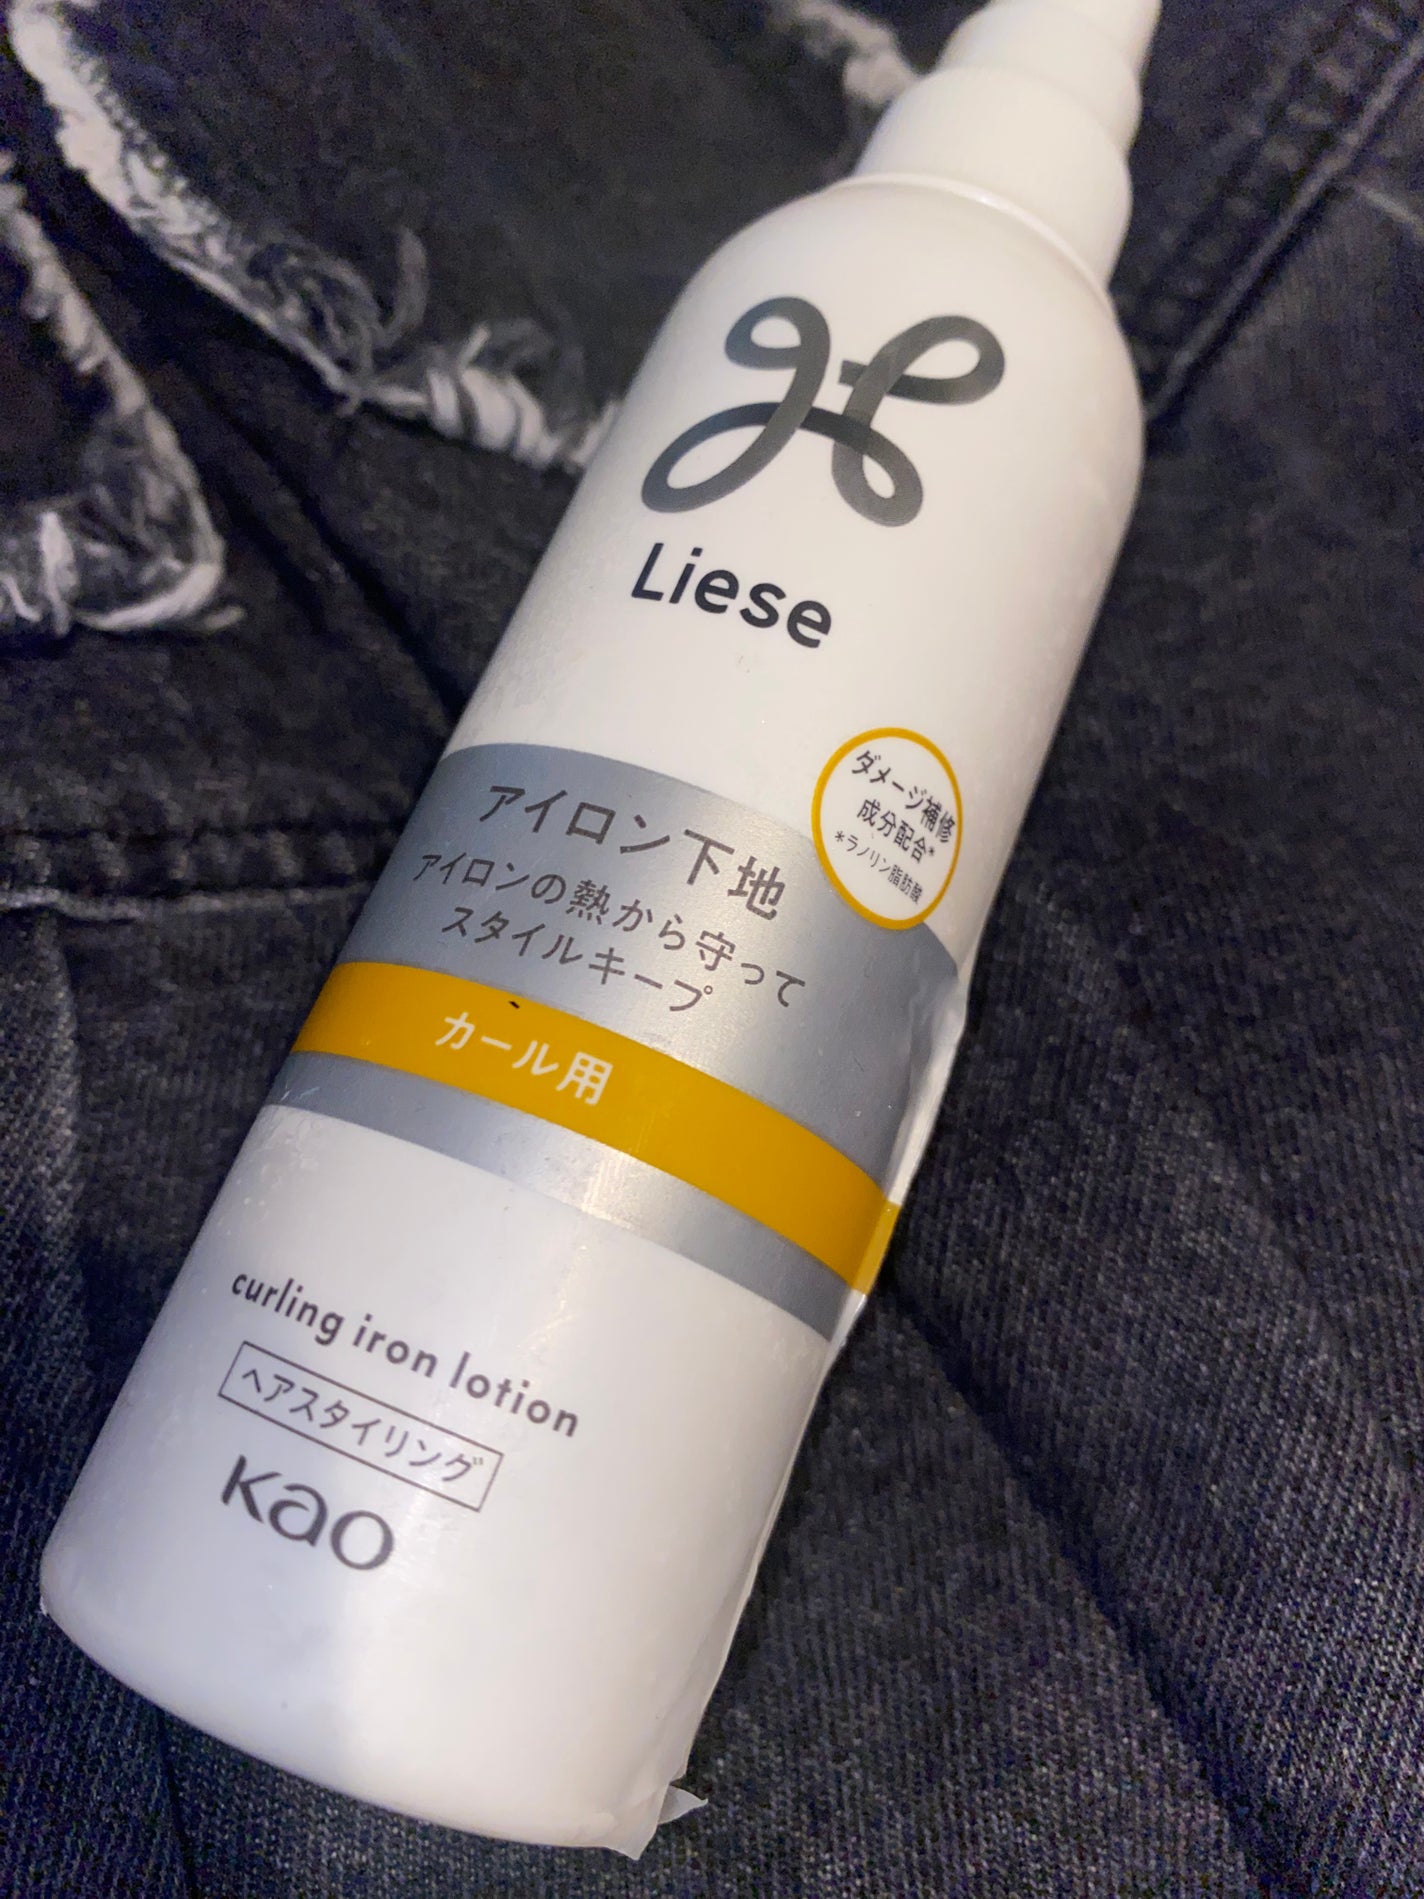 Liese
ダメージ補修
成分配合*
*ラノリン脂肪酸
アイロン下地
アイロンの熱から守って
スタイルキープ
カール用
curling iron lotion
ヘアスタイリング
Kao